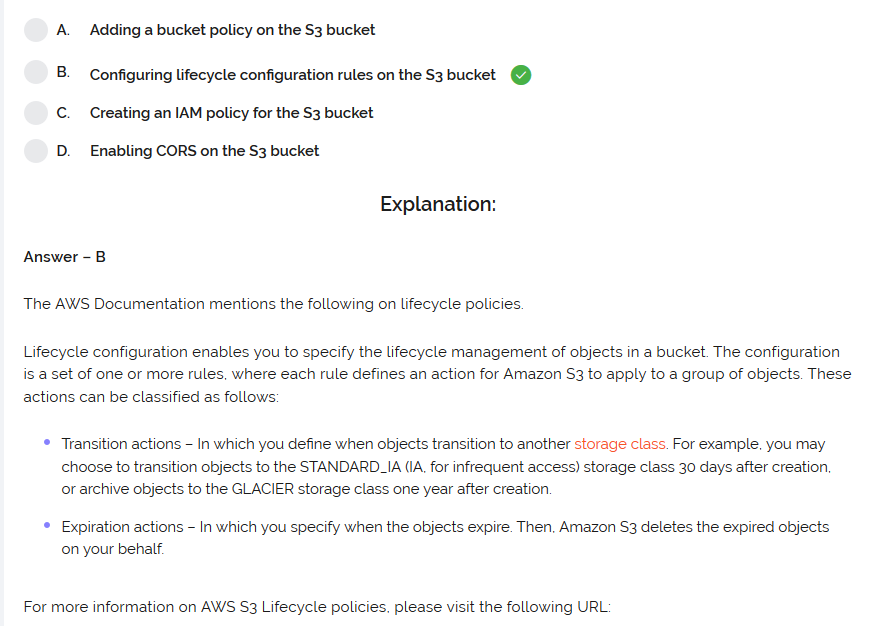 A. Adding a bucket policy on the S3 bucket
B. Configuring lifecycle configuration rules on the S3 bucket
C. Creating an IAM policy for the S3 bucket
D. Enabling CORS on the S3 bucket
Explanation:
Answer – B
The AWS Documentation mentions the following on lifecycle policies.
Lifecycle configuration enables you to specify the lifecycle management of objects in a bucket. The configuration
is a set of one or more rules, where each rule defines an action for Amazon S3 to apply to a group of objects. These
actions can be classified as follows:
• Transition actions – In which you define when objects transition to another storage class. For example, you may
choose to transition objects to the STANDARD_IA (IA, for infrequent access) storage class 30 days after creation,
or archive objects to the GLACIER storage class one year after creation.
• Expiration actions – In which you specify when the objects expire. Then, Amazon S3 deletes the expired objects
on your behalf.
For more information on AWS S3 Lifecycle policies, please visit the following URL: